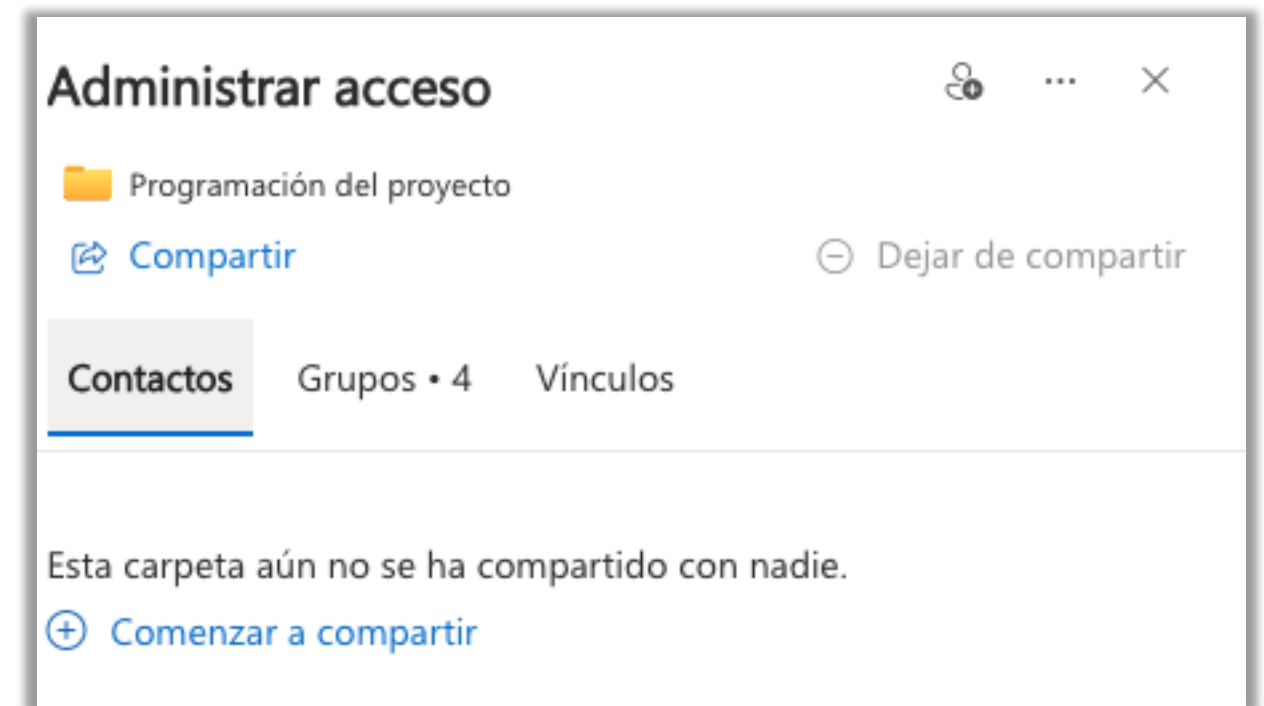 Administrar acceso
Programación del proyecto
Compartir
Dejar de compartir
Contactos
Grupos • 4
Vínculos
Esta carpeta aún no se ha compartido con nadie.
Comenzar a compartir